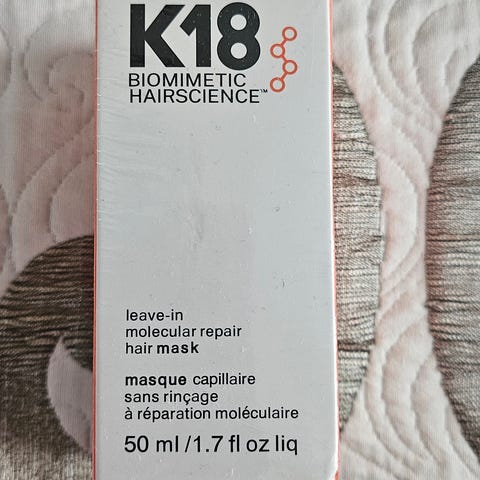 K18
BIOMIMETIC
HAIRSCIENCE™
leave-in
molecular repair
hair mask
masque capillaire
sans rinçage
à réparation moléculaire
50 ml /1.7 fl oz liq